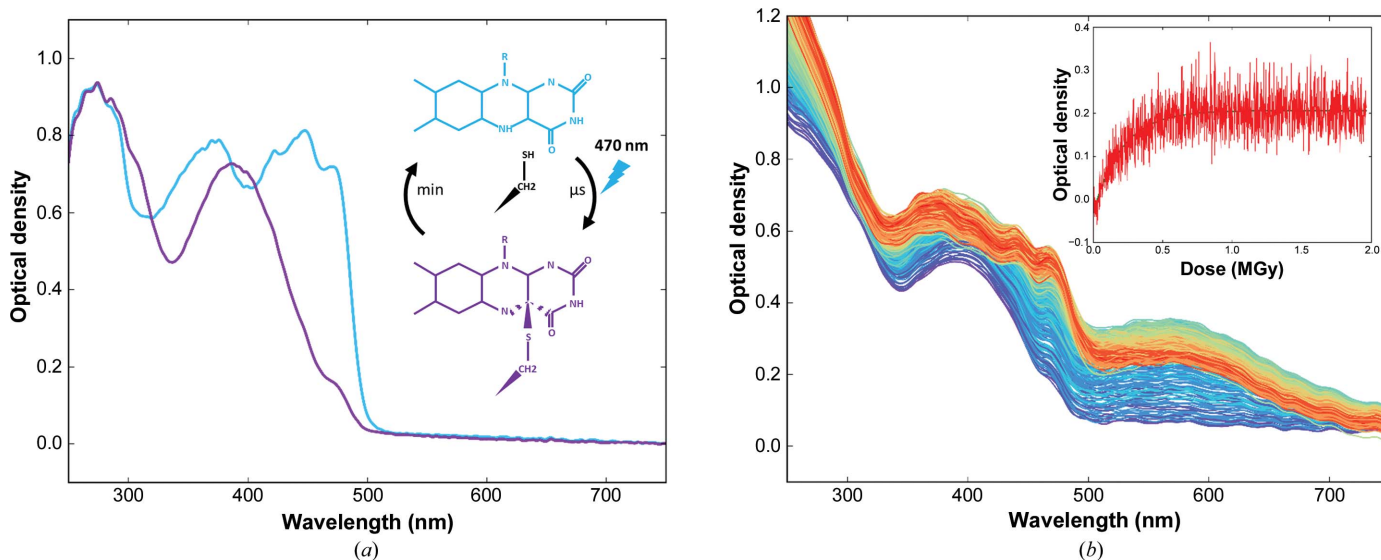 (a)
Optical density
1.0
0.8
0.6
0.4
0.2
0.0
300
400
500
600
700
Wavelength (nm)
R
N
N
O
NH
NH
O
SH
CH2
470 nm
min
µs
R
N
N
O
N
NH
O
S
CH2
(a)
(b)
Optical density
1.2
1.0
0.8
0.6
0.4
0.2
0.0
300
400
500
600
700
Wavelength (nm)
Optical density
0.4
0.3
0.2
0.1
0.0
−0.1
0.0
0.5
1.0
1.5
2.0
Dose (MGy)
(b)